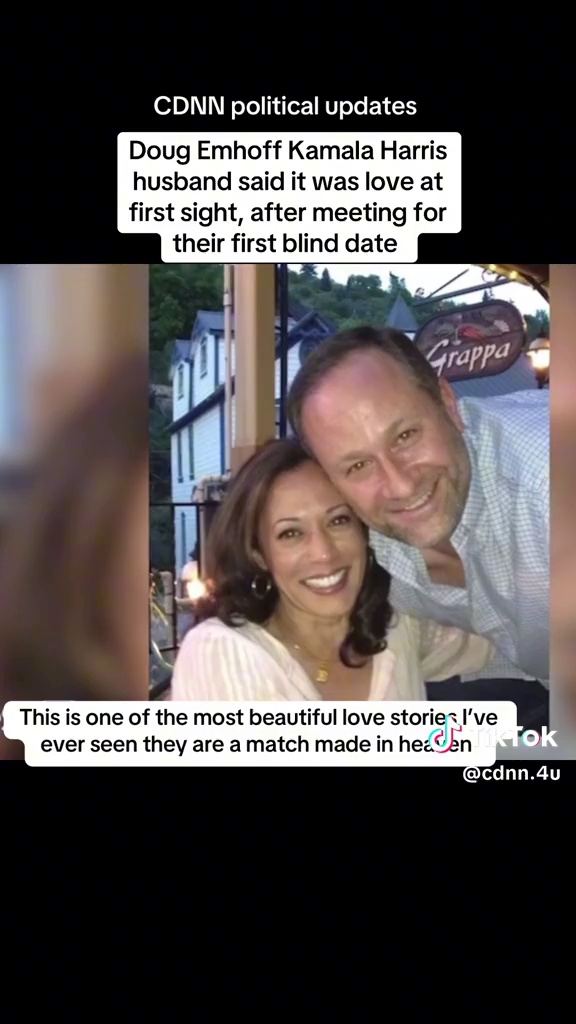 CDNN political updates
Doug Emhoff Kamala Harris
husband said it was love at
first sight, after meeting for
their first blind date
Grappa
This is one of the most beautiful love stories I’ve
ever seen they are a match made in heaven
TikTok
@cdnn.4u